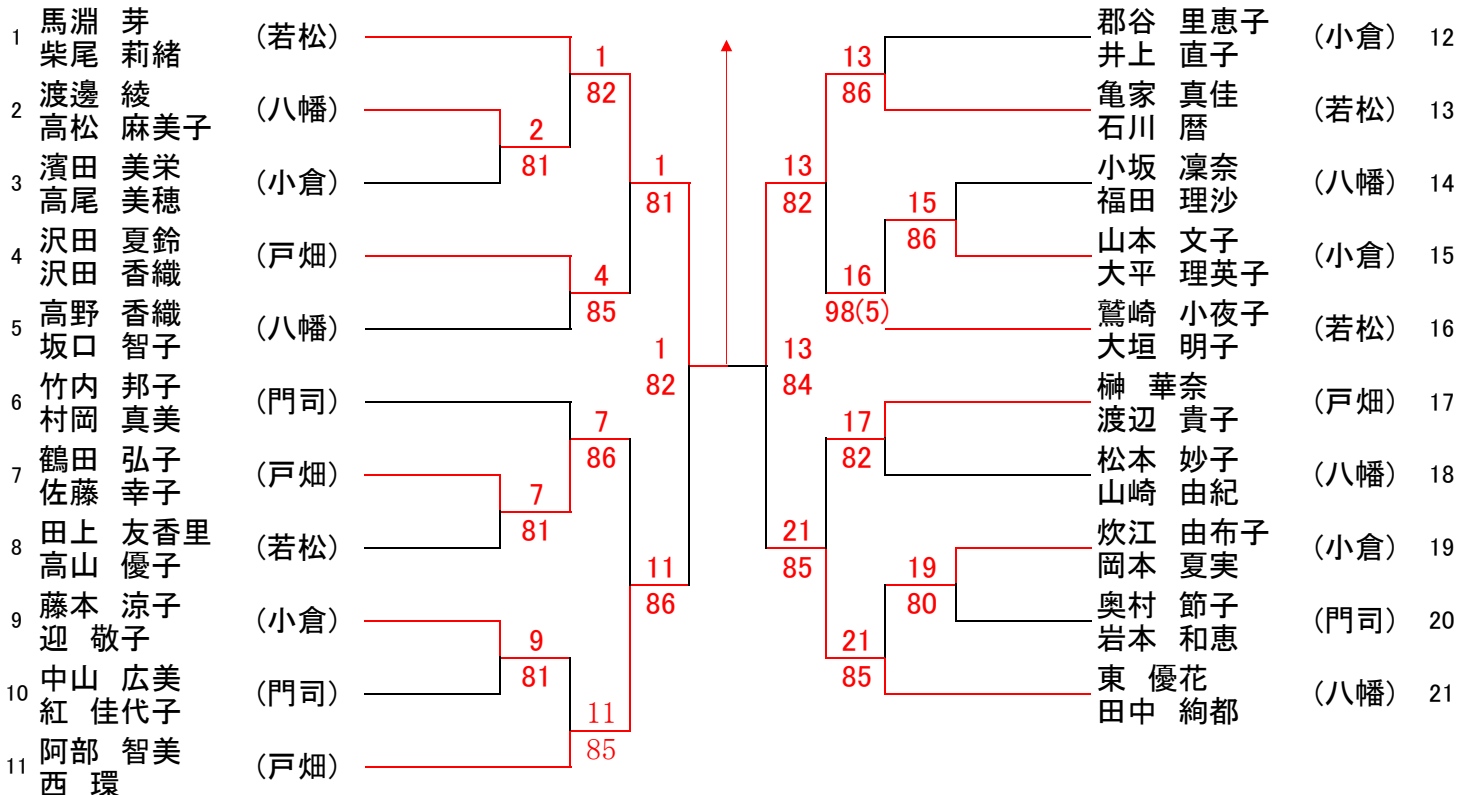 1 馬淵 芽 (若松)
柴尾 莉緒
2 渡邊 綾 (八幡)
高松 麻美子
3 濱田 美栄 (小倉)
高尾 美穂
4 沢田 夏鈴 (戸畑)
沢田 香織
5 高野 香織 (八幡)
坂口 智子
6 竹内 邦子 (門司)
村岡 真美
7 鶴田 弘子 (戸畑)
佐藤 幸子
8 田上 友香里 (若松)
高山 優子
9 藤本 涼子 (小倉)
迎 敬子
10 中山 広美 (門司)
紅 佳代子
11 阿部 智美 (戸畑)
西 環
2
81
7
81
9
81
1
82
4
85
7
86
11
85
1
81
11
86
1
82
13
84
13
82
21
85
13
86
16
98(5)
17
82
21
85
15
86
19
80
郡谷 里恵子 (小倉) 12
井上 直子
亀家 真佳 (若松) 13
石川 暦
小坂 凜奈 (八幡) 14
福田 理沙
山本 文子 (小倉) 15
大平 理英子
鷲崎 小夜子 (若松) 16
大垣 明子
榊 華奈 (戸畑) 17
渡辺 貴子
松本 妙子 (八幡) 18
山崎 由紀
炊江 由布子 (小倉) 19
岡本 夏実
奥村 節子 (門司) 20
岩本 和恵
東 優花 (八幡) 21
田中 絢都